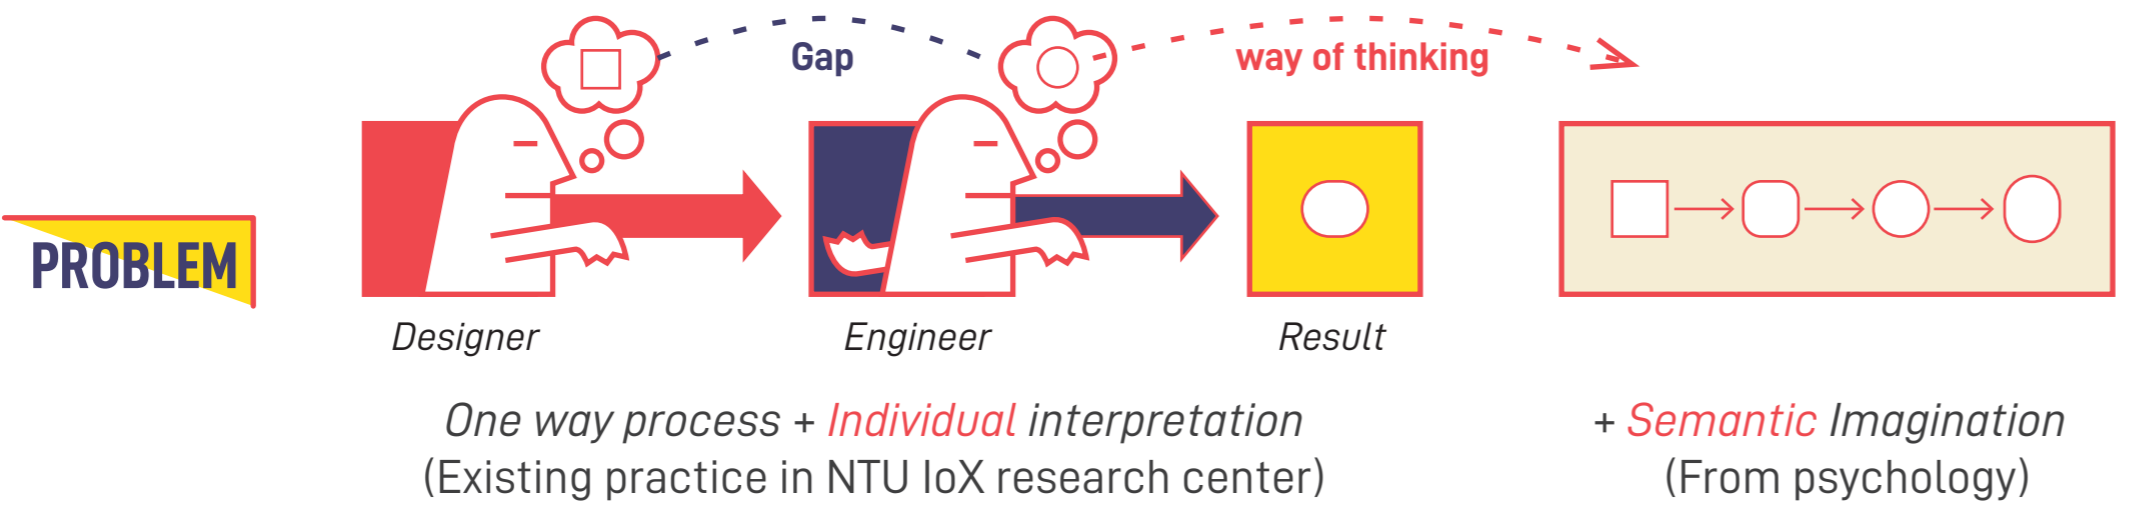 Gap
way of thinking
PROBLEM
Designer
Engineer
Result
One way process + Individual interpretation
(Existing practice in NTU IoX research center)
+ Semantic Imagination
(From psychology)